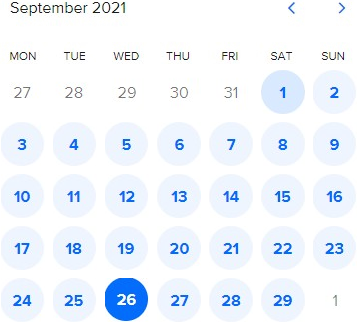 September 2021
MON TUE WED THU FRI SAT SUN
27 28 29 30 31 1 2
3 4 5 6 7 8 9
10 11 12 13 14 15 16
17 18 19 20 21 22 23
24 25 26 27 28 29 1